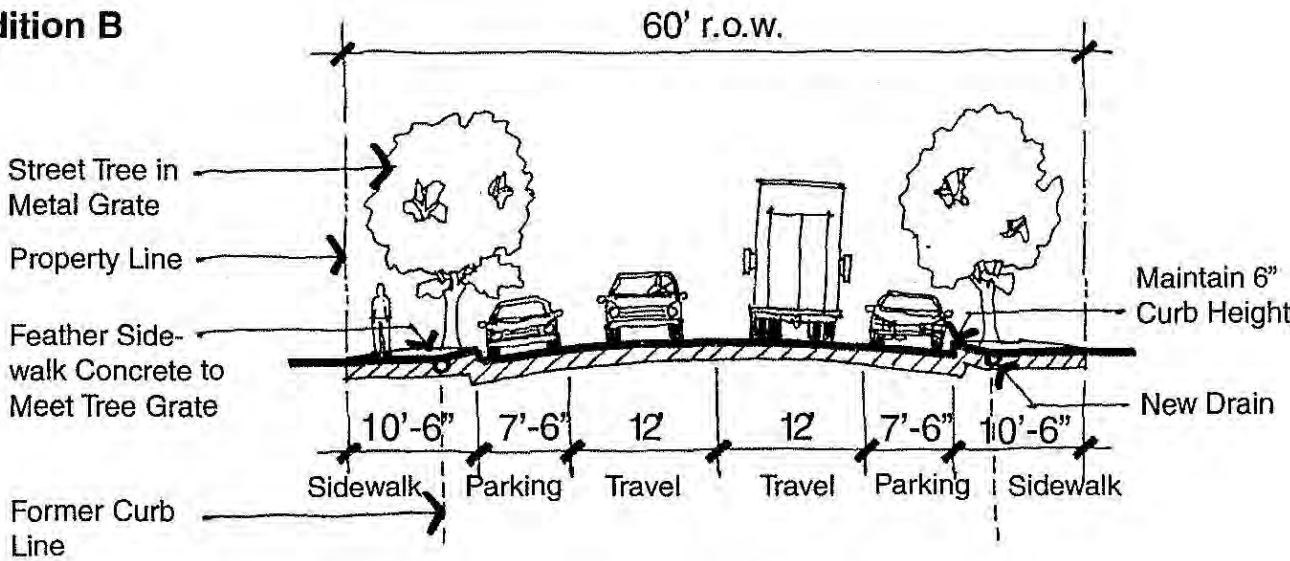 dition B
60' r.o.w.
Street Tree in
Metal Grate
Property Line
Feather Side-
walk Concrete to
Meet Tree Grate
Former Curb
Line
Maintain 6”
Curb Height
New Drain
10’-6” 7’-6” 12' 12' 7’-6” 10’-6”
Sidewalk Parking Travel Travel Parking Sidewalk